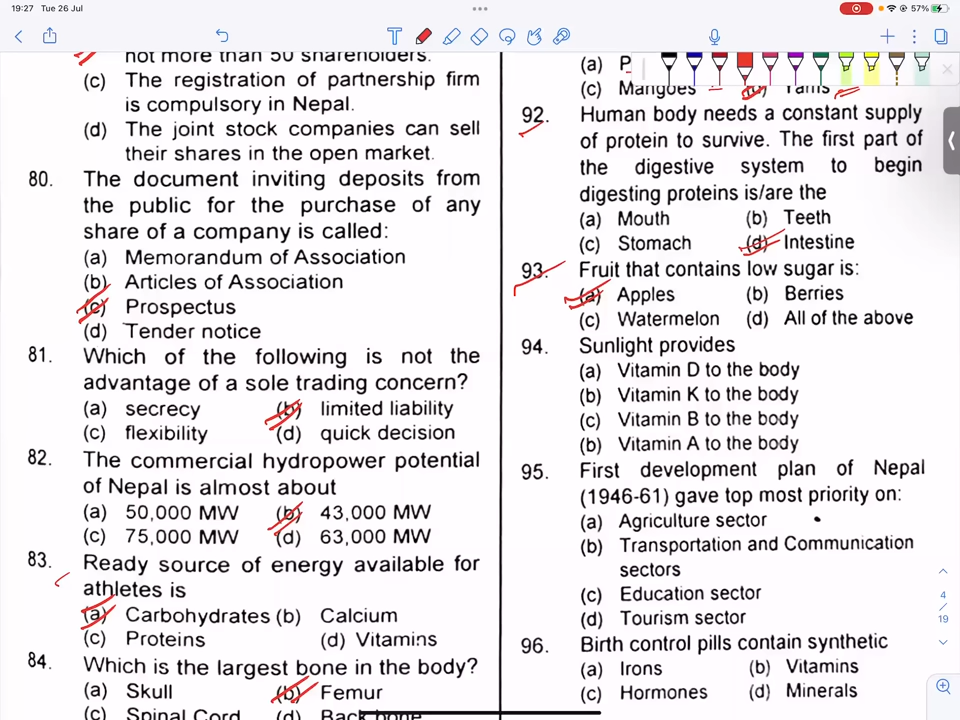 19:27 Tue 26 Jul
57%
not more than 50 shareholders.
(c) The registration of partnership firm
is compulsory in Nepal.
(d) The joint stock companies can sell
their shares in the open market.
80. The document inviting deposits from
the public for the purchase of any
share of a company is called:
(a) Memorandum of Association
(b) Articles of Association
(c) Prospectus
(d) Tender notice
81. Which of the following is not the
advantage of a sole trading concern?
(a) secrecy (b) limited liability
(c) flexibility (d) quick decision
82. The commercial hydropower potential
of Nepal is almost about
(a) 50,000 MW (b) 43,000 MW
(c) 75,000 MW (d) 63,000 MW
83. Ready source of energy available for
athletes is
(a) Carbohydrates (b) Calcium
(c) Proteins (d) Vitamins
84. Which is the largest bone in the body?
(a) Skull (b) Femur
(c) Spinal Cord (d) Back bone
(a) P
(c) Mangoes (d) Yams
92. Human body needs a constant supply
of protein to survive. The first part of
the digestive system to begin
digesting proteins is/are the
(a) Mouth (b) Teeth
(c) Stomach (d) Intestine
93. Fruit that contains low sugar is:
(a) Apples (b) Berries
(c) Watermelon (d) All of the above
94. Sunlight provides
(a) Vitamin D to the body
(b) Vitamin K to the body
(c) Vitamin B to the body
(b) Vitamin A to the body
95. First development plan of Nepal
(1946-61) gave top most priority on:
(a) Agriculture sector
(b) Transportation and Communication
sectors
(c) Education sector
(d) Tourism sector
96. Birth control pills contain synthetic
(a) Irons (b) Vitamins
(c) Hormones (d) Minerals
4
/
19